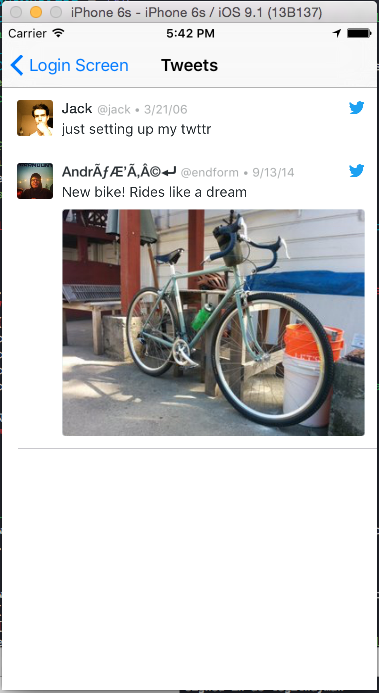 iPhone 6s - iPhone 6s / iOS 9.1 (13B137)
Carrier 5:42 PM
Login Screen Tweets
Jack @jack • 3/21/06
just setting up my twttr
AndrÃƒÆ’Ã‚Â©↵ @endform • 9/13/14
New bike! Rides like a dream